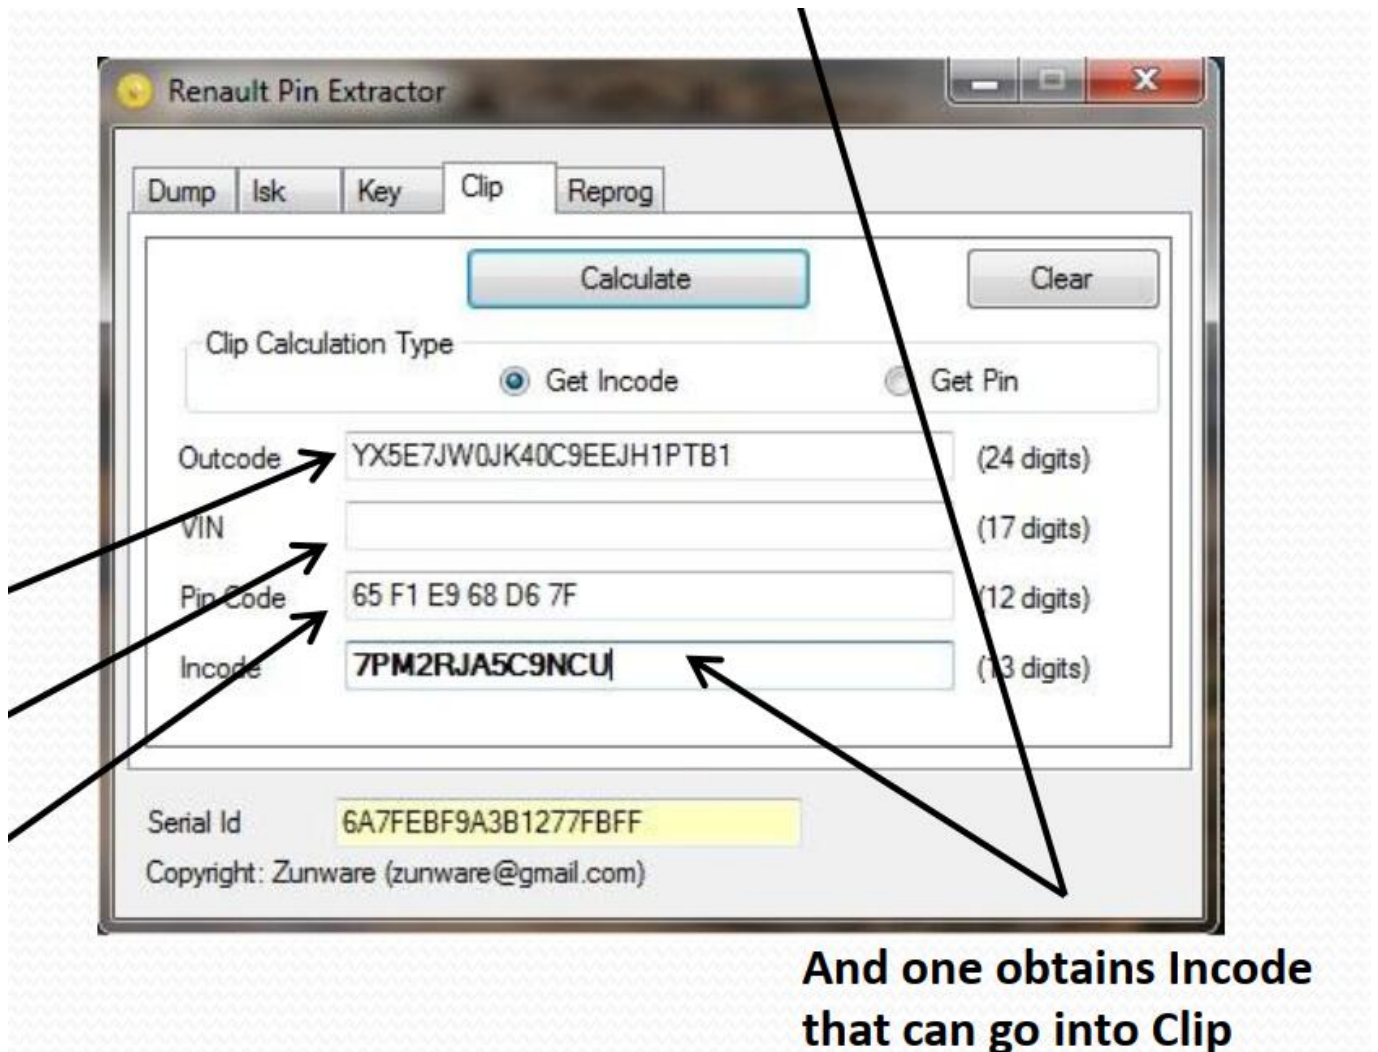 Renault Pin Extractor
Dump Isk Key Clip Reprog
Calculate Clear
Clip Calculation Type
Get Incode Get Pin
Outcode YX5E7JW0JK40C9EEJH1PTB1 (24 digits)
VIN (17 digits)
Pin Code 65 F1 E9 68 D6 7F (12 digits)
Incode 7PM2RJA5C9NCU (13 digits)
Serial Id 6A7FEBF9A3B1277FBFF
Copyright: Zunware (zunware@gmail.com)
And one obtains Incode
that can go into Clip